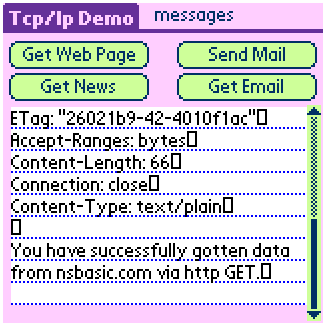 Tcp/Ip Demo messages
Get Web Page Send Mail
Get News Get Email
ETag: "26021b9-42-4010f1ac"▯
Accept-Ranges: bytes▯
Content-Length: 66▯
Connection: close▯
Content-Type: text/plain▯
▯
You have successfully gotten data
from nsbasic.com via http GET.▯